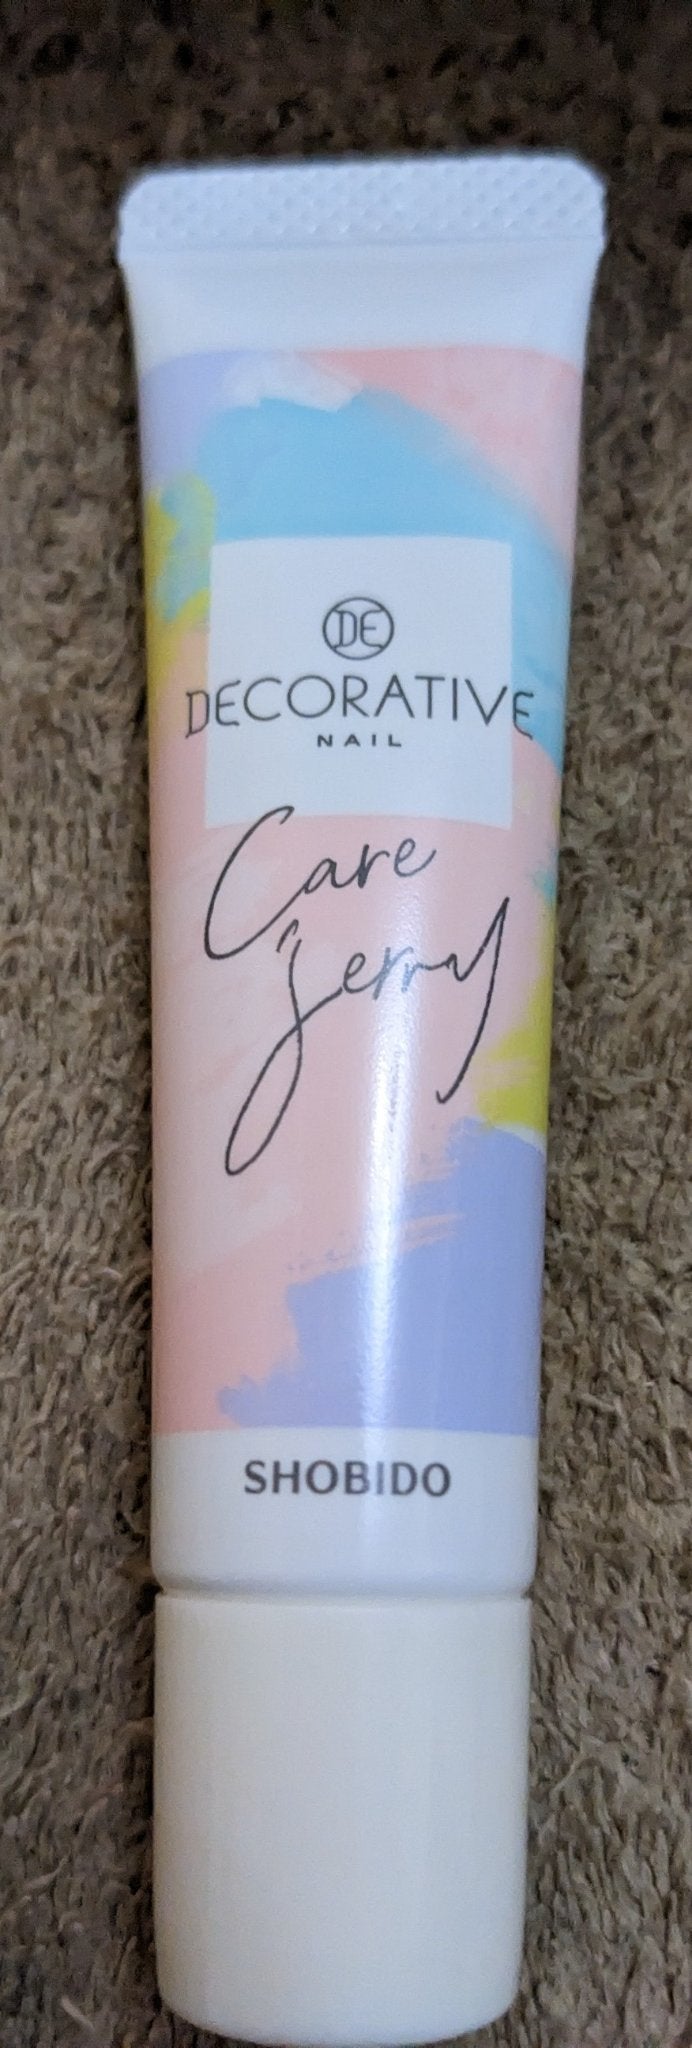 DE
DECORATIVE
NAIL
Care
Jerry
SHOBIDO